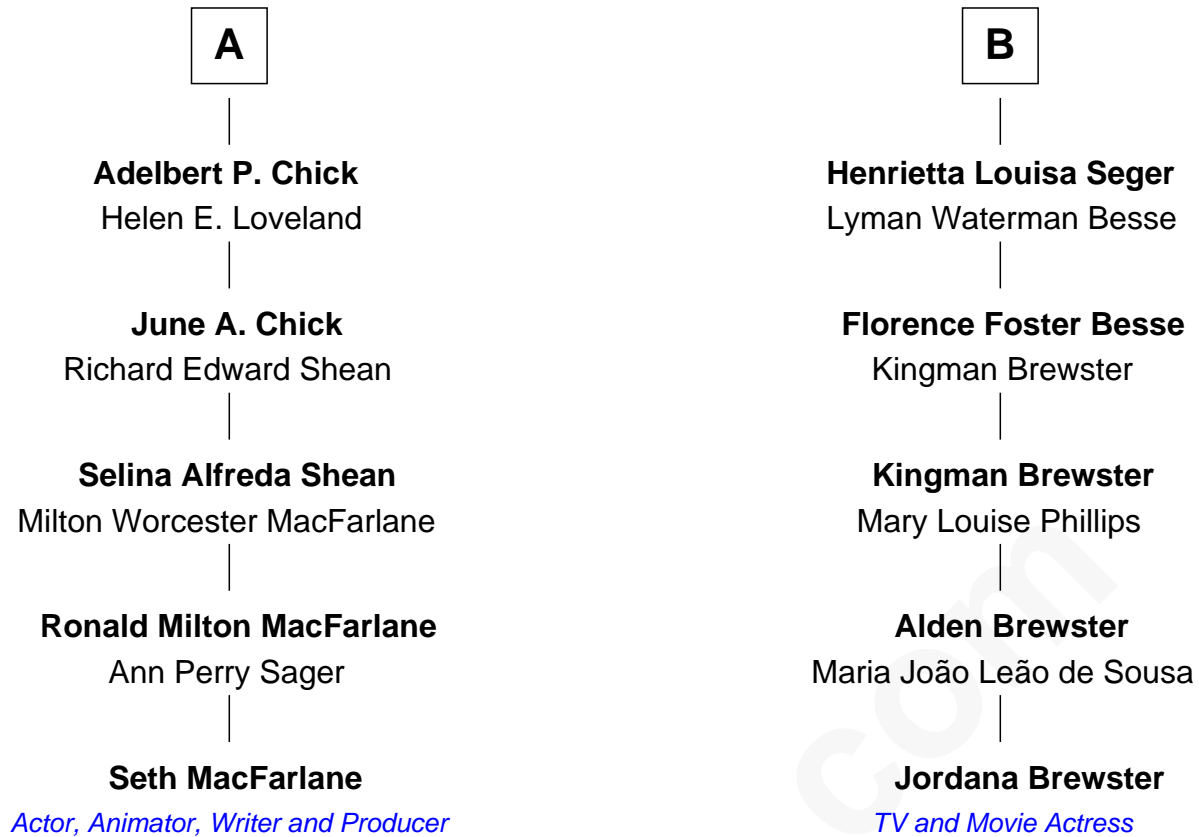 A
Adelbert P. Chick
Helen E. Loveland
June A. Chick
Richard Edward Shean
Selina Alfreda Shean
Milton Worcester MacFarlane
Ronald Milton MacFarlane
Ann Perry Sager
Seth MacFarlane
Actor, Animator, Writer and Producer
B
Henrietta Louisa Seger
Lyman Waterman Besse
Florence Foster Besse
Kingman Brewster
Kingman Brewster
Mary Louise Phillips
Alden Brewster
Maria João Leão de Sousa
Jordana Brewster
TV and Movie Actress
com